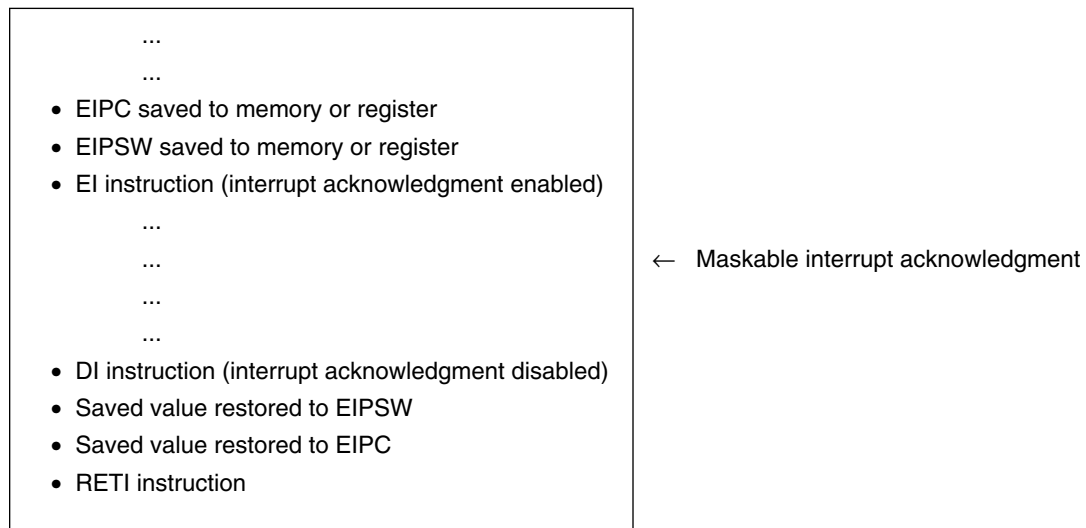 ...
...
• EIPC saved to memory or register
• EIPSW saved to memory or register
• EI instruction (interrupt acknowledgment enabled)
...
...
← Maskable interrupt acknowledgment
...
...
• DI instruction (interrupt acknowledgment disabled)
• Saved value restored to EIPSW
• Saved value restored to EIPC
• RETI instruction